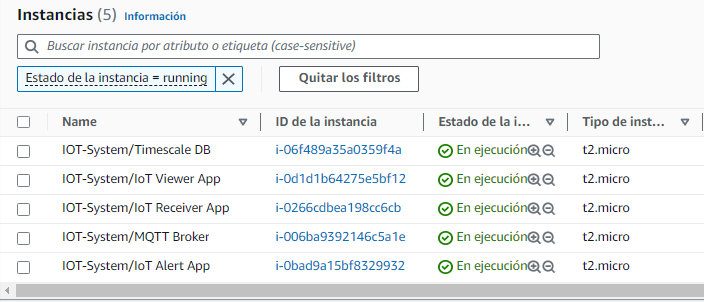 Instancias (5) Información
Buscar instancia por atributo o etiqueta (case-sensitive)
Estado de la instancia = running Quitar los filtros
Name ID de la instancia Estado de la i... Tipo de inst...
IOT-System/Timescale DB i-06f489a35a0359f4a En ejecución t2.micro
IOT-System/IoT Viewer App i-0d1d1b64275e5bf12 En ejecución t2.micro
IOT-System/IoT Receiver App i-0266cdbea198cc6cb En ejecución t2.micro
IOT-System/MQTT Broker i-006ba9392146c5a1e En ejecución t2.micro
IOT-System/IoT Alert App i-0bad9a15bf8329932 En ejecución t2.micro